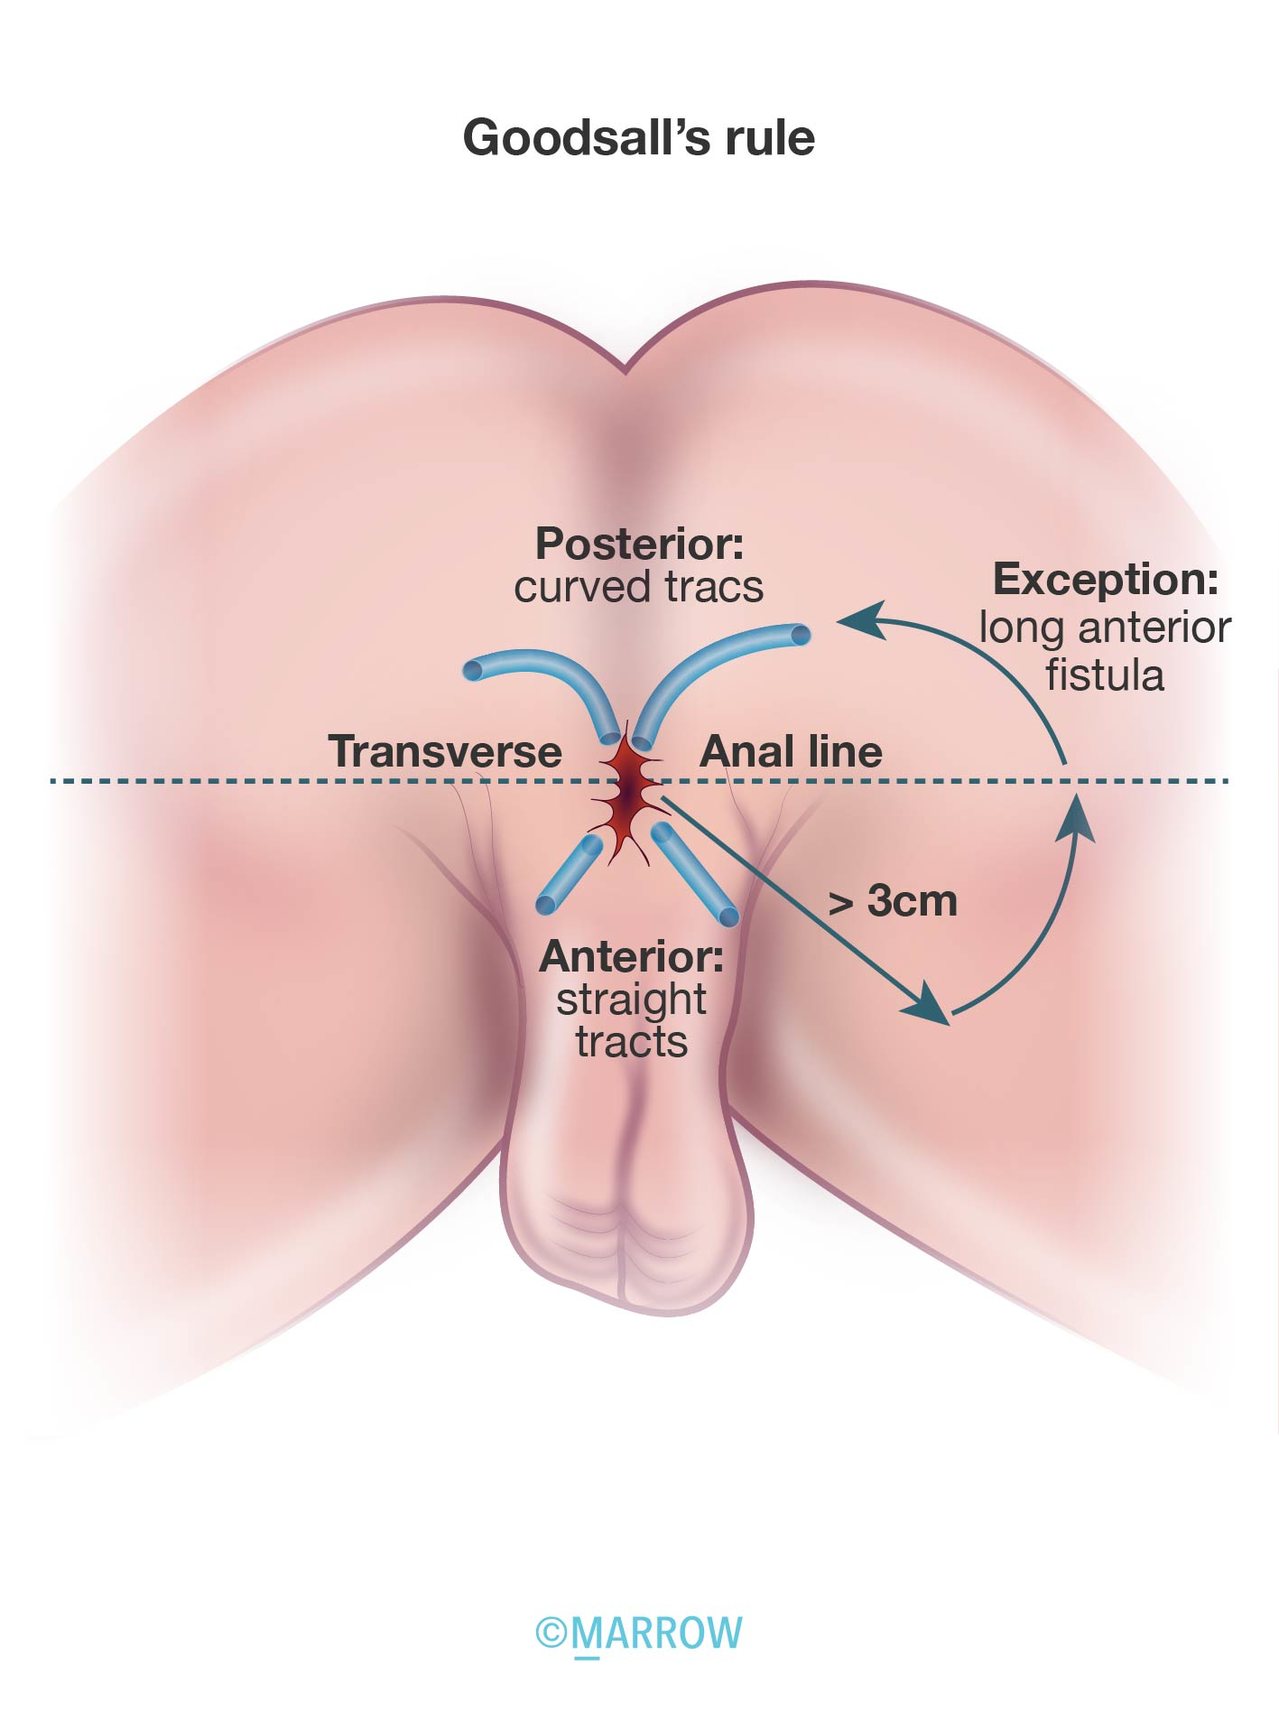 Goodsall’s rule
Posterior:
curved tracs
Exception:
long anterior
fistula
Transverse
Anal line
> 3cm
Anterior:
straight
tracts
©MARROW